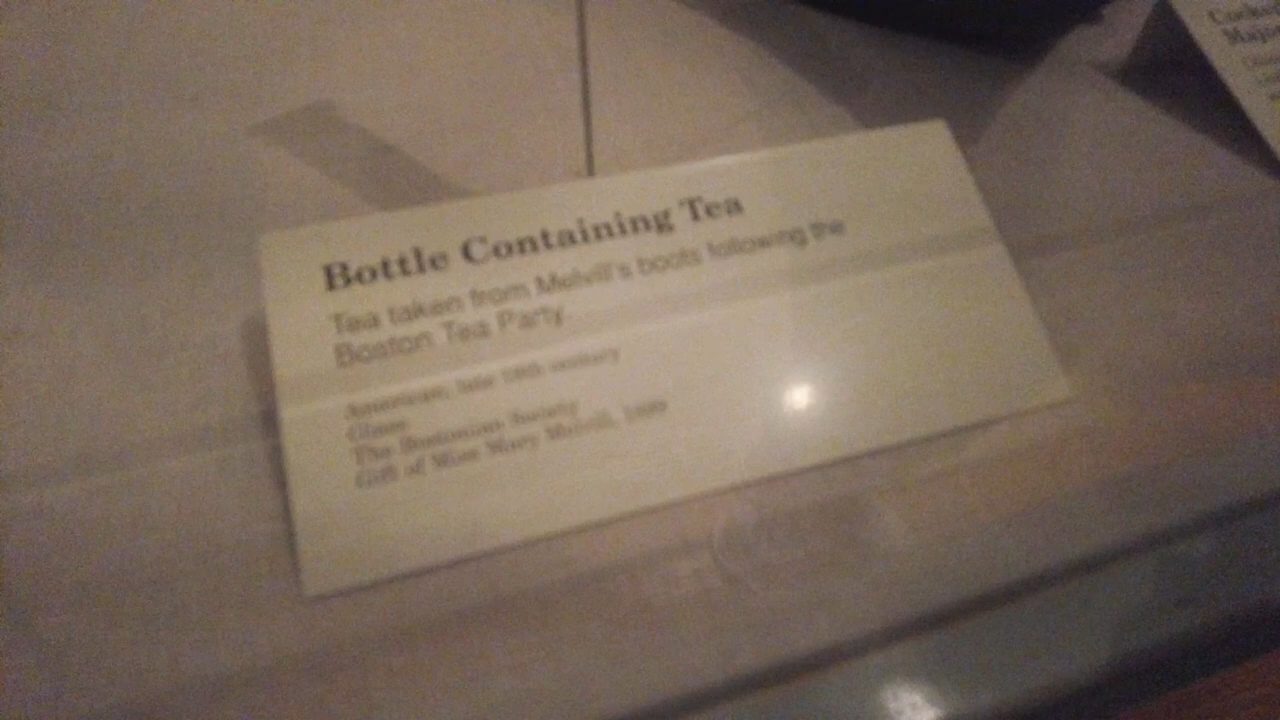 Bottle Containing Tea
Tea taken from Melvill's boots following the
Boston Tea Party.
American, late 18th century
Glass
The Bostonian Society
Gift of Miss Mary Melvill,